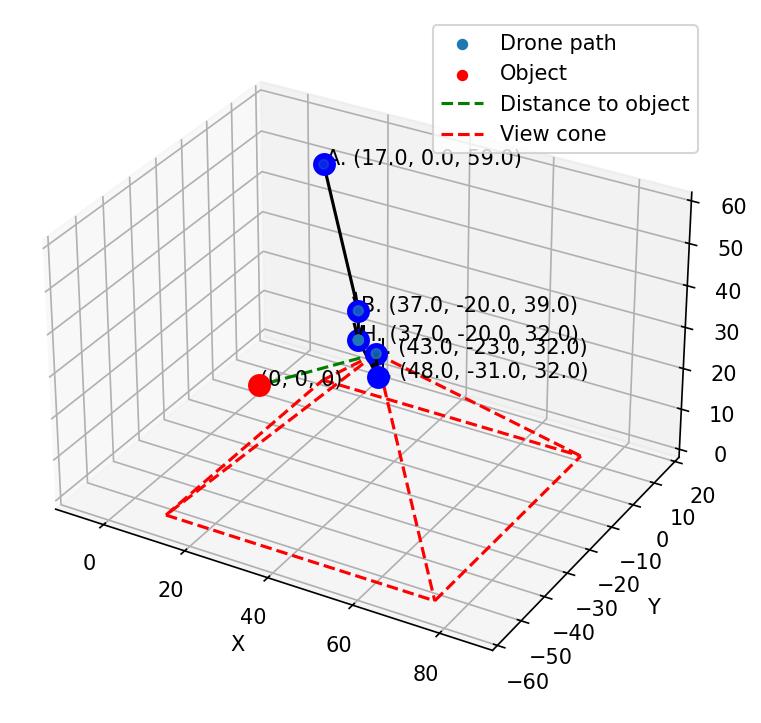 Drone path
Object
Distance to object
View cone
A. (17.0, 0.0, 59.0)
B. (37.0, -20.0, 39.0)
H. (37.0, -20.0, 32.0)
(43.0, -23.0, 32.0)
(48.0, -31.0, 32.0)
(0, 0, 0)
60
50
40
30
20
10
0
20
10
0
−10
−20
−30
−40
−50
−60
Y
0
20
40
60
80
X